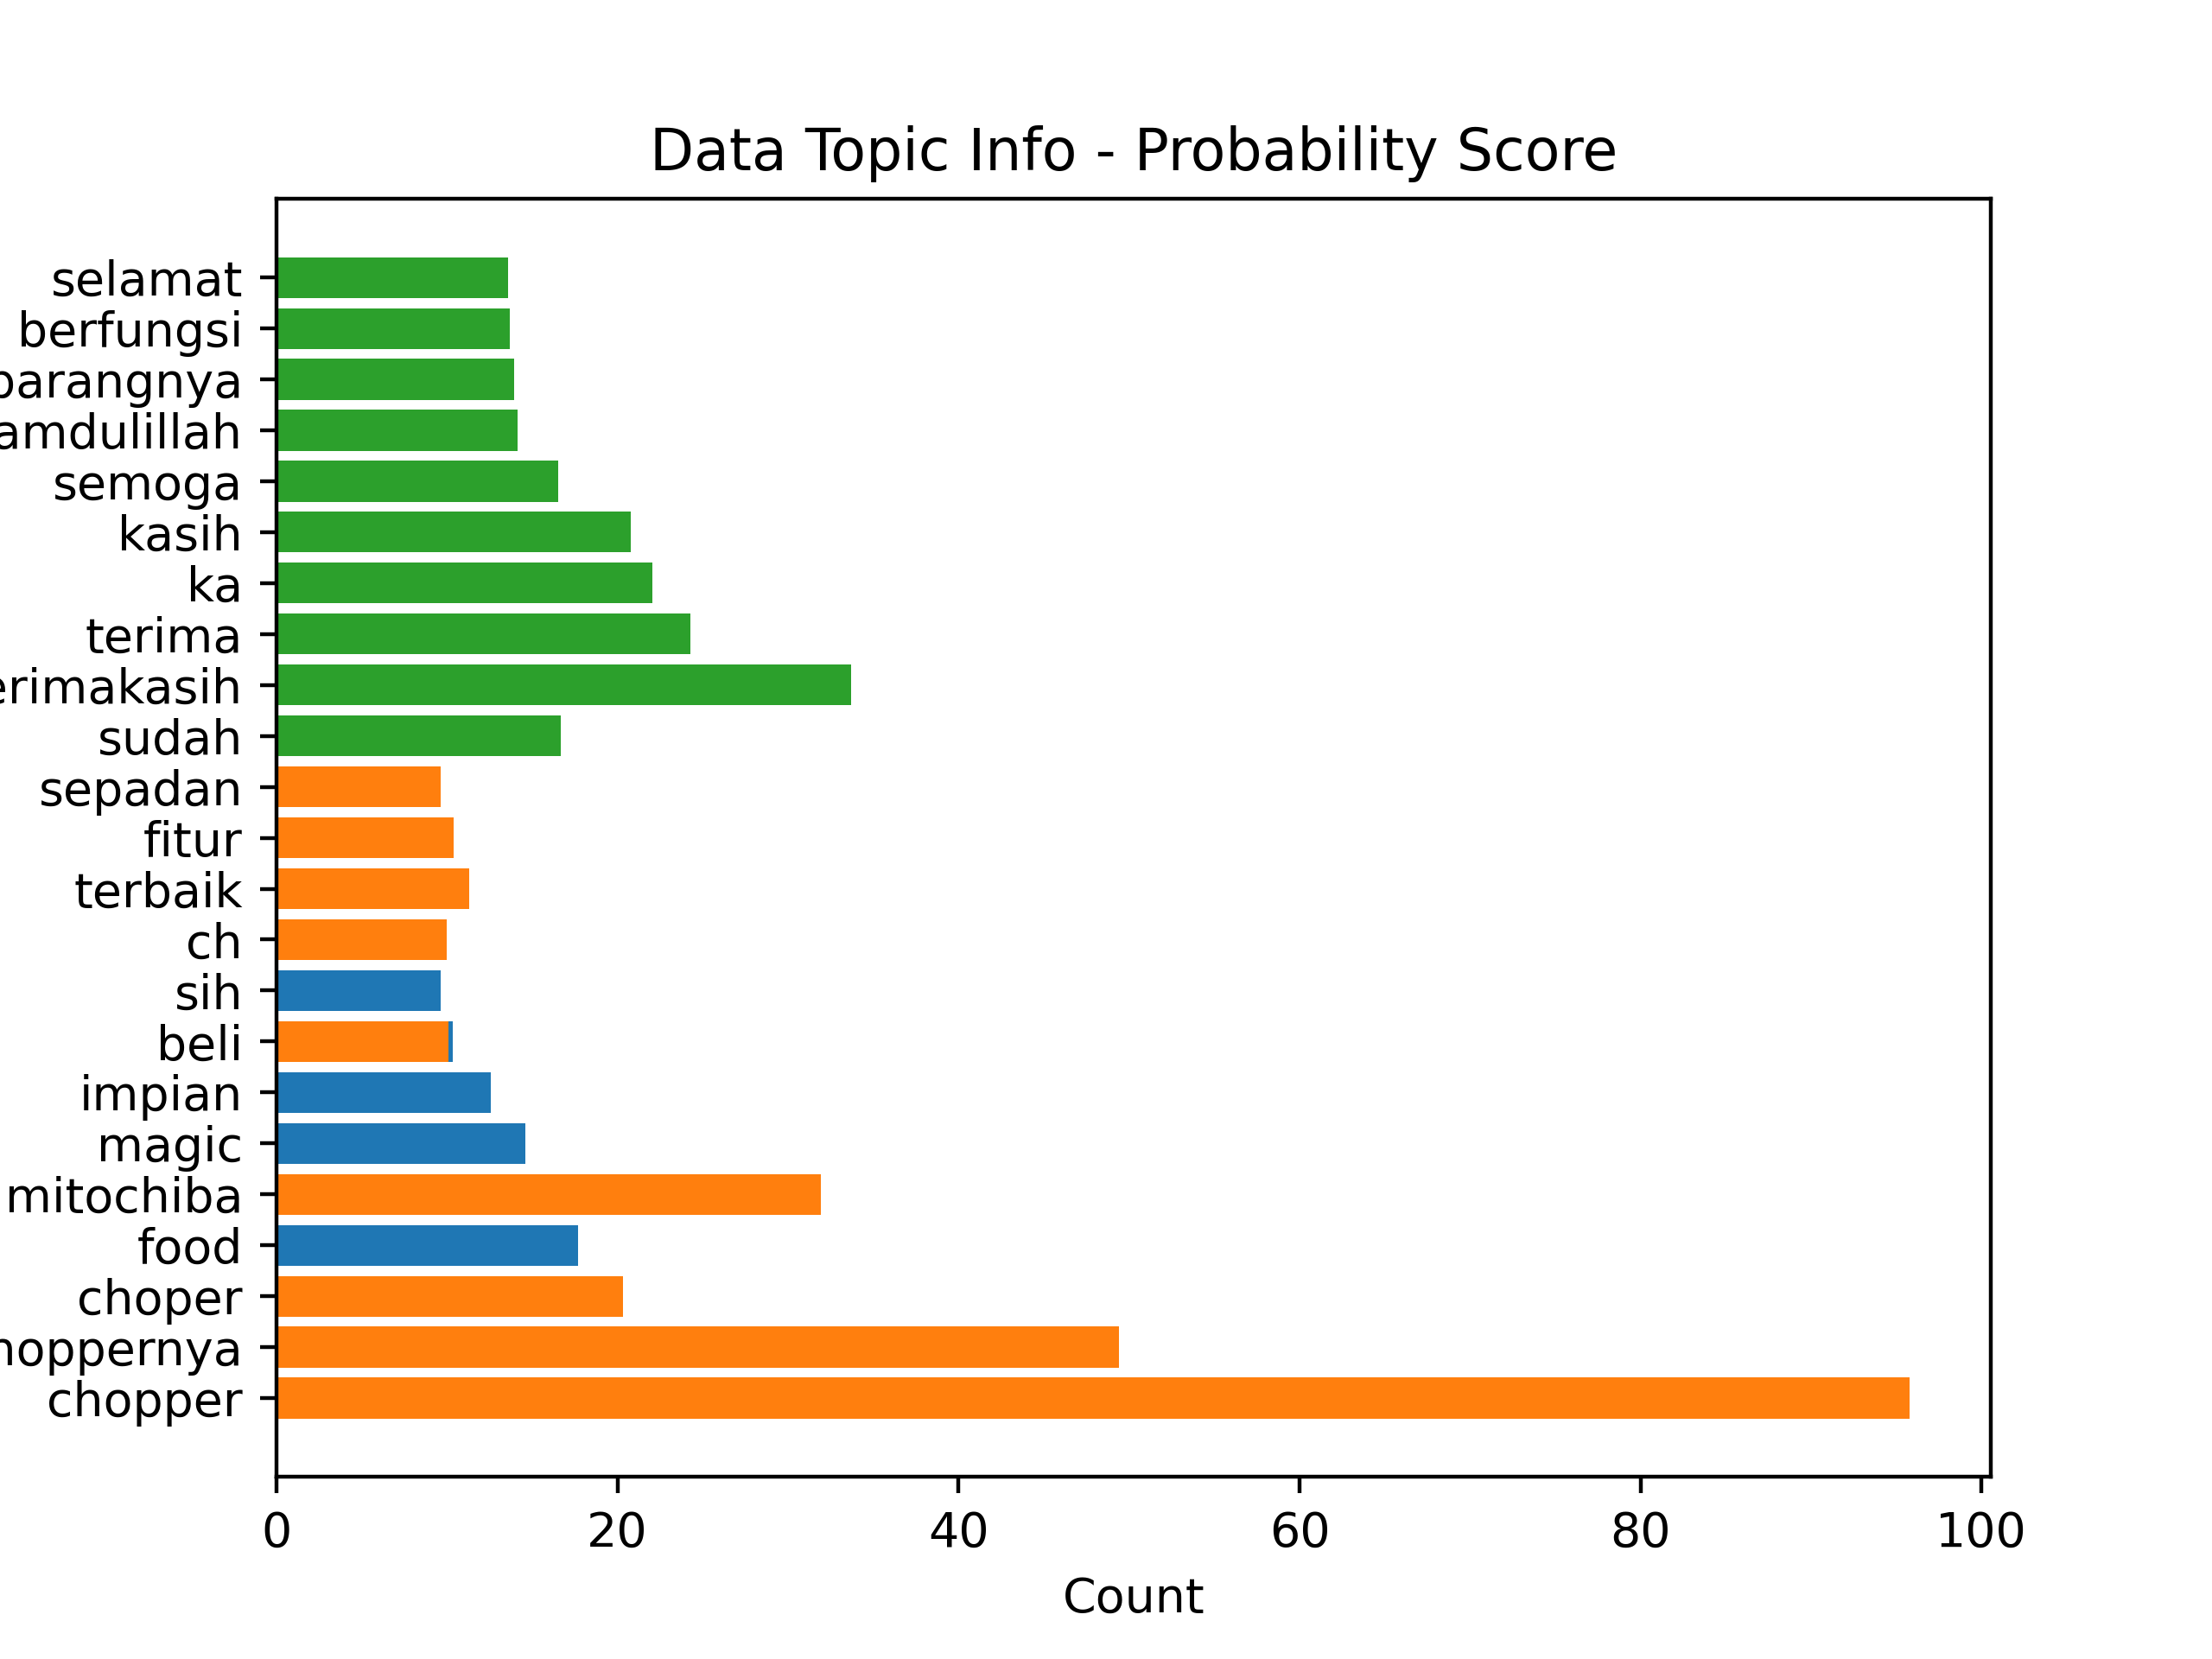 Data Topic Info - Probability Score
selamat
berfungsi
barangnya
amdulillah
semoga
kasih
ka
terima
erimakasih
sudah
sepadan
fitur
terbaik
ch
sih
beli
impian
magic
mitochiba
food
choper
hoppernya
chopper
0 20 40 60 80 100
Count